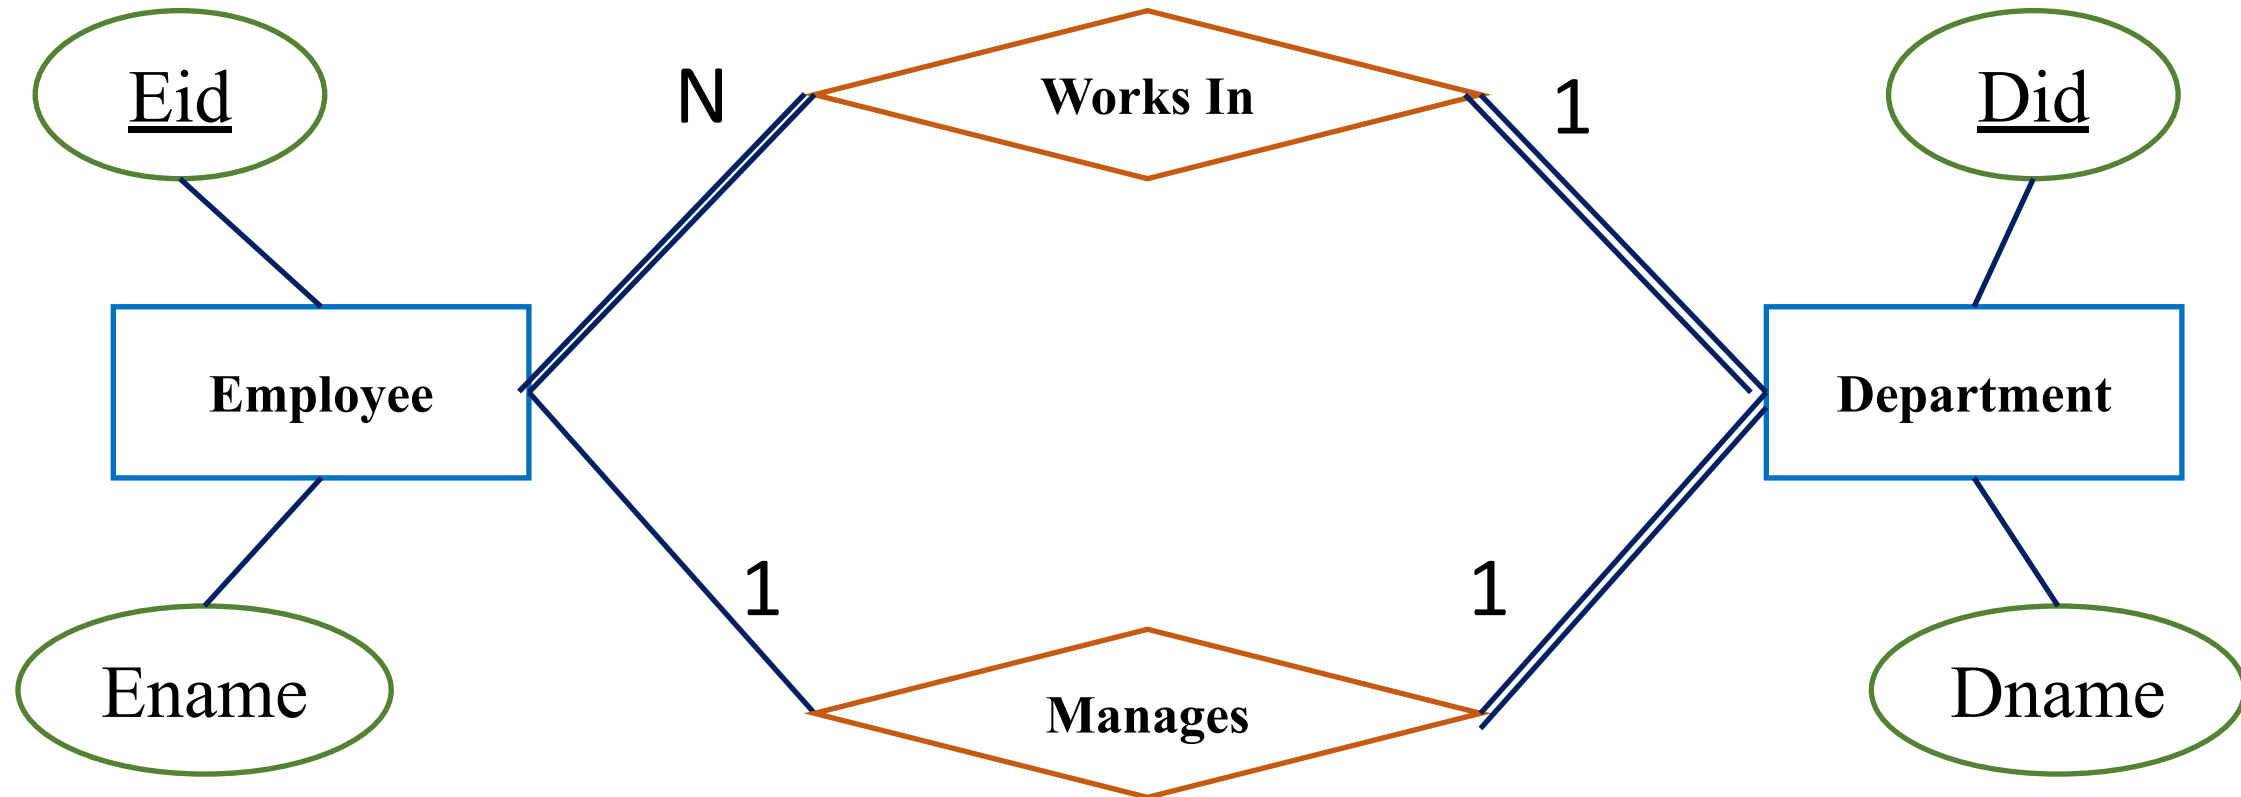 Eid
N
Works In
1
Did
Employee
Department
1
1
Ename
Manages
Dname